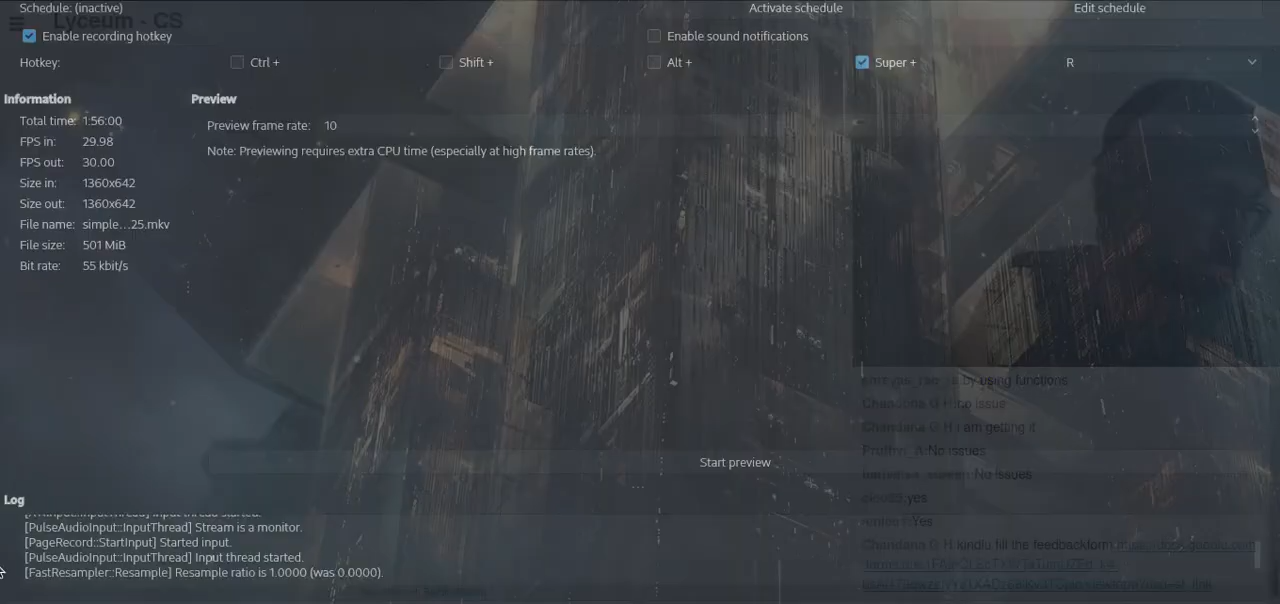 Schedule: (inactive) Activate schedule Edit schedule
Lyceum - CS
Enable recording hotkey Enable sound notifications
Hotkey: Ctrl + Shift + Alt + Super + R
Information Preview
Total time: 1:56:00
Preview frame rate: 10
FPS in: 29.98
Note: Previewing requires extra CPU time (especially at high frame rates).
FPS out: 30.00
Size in: 1360x642
Size out: 1360x642
File name: simple...25.mkv
File size: 501 MiB
Bit rate: 55 kbit/s
by using functions
Chandana G H:no issue
Chandana G H:i am getting it
No issues
Start preview
No issues
yes
Log
Input thread started.
Yes
[PulseAudioInput::InputThread] Stream is a monitor.
[PageRecord::StartInput] Started input.
Chandana G H: kindly fill the feedbackform
[PulseAudioInput::InputThread] Input thread started.
[FastResampler::Resample] Resample ratio is 1.0000 (was 0.0000).